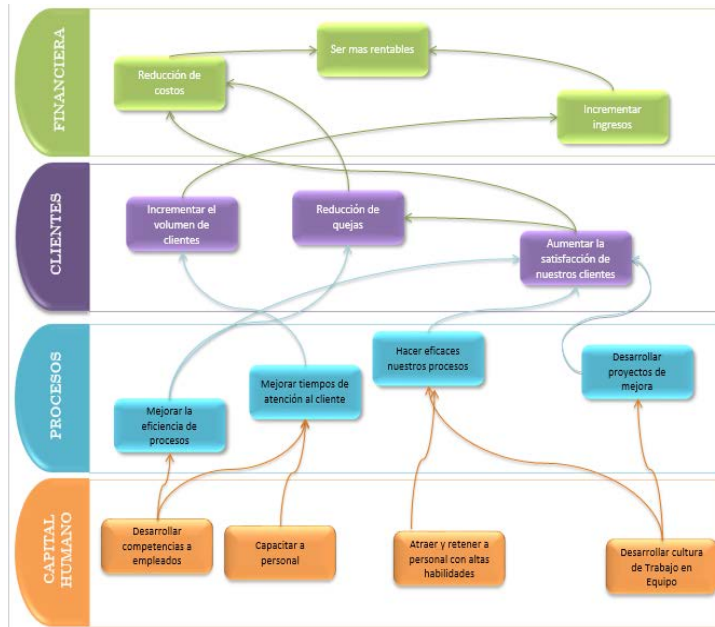 FINANCIERA
Ser mas rentables
Reducción de
costos
Incrementar
ingresos
CLIENTES
Incrementar el
volumen de
clientes
Reducción de
quejas
Aumentar la
satisfacción de
nuestros clientes
PROCESOS
Hacer eficaces
nuestros procesos
Desarrollar
proyectos de
mejora
Mejorar tiempos de
atención al cliente
Mejorar la
eficiencia de
procesos
CAPITAL
HUMANO
Desarrollar
competencias a
empleados
Capacitar a
personal
Atraer y retener a
personal con altas
habilidades
Desarrollar cultura
de Trabajo en
Equipo